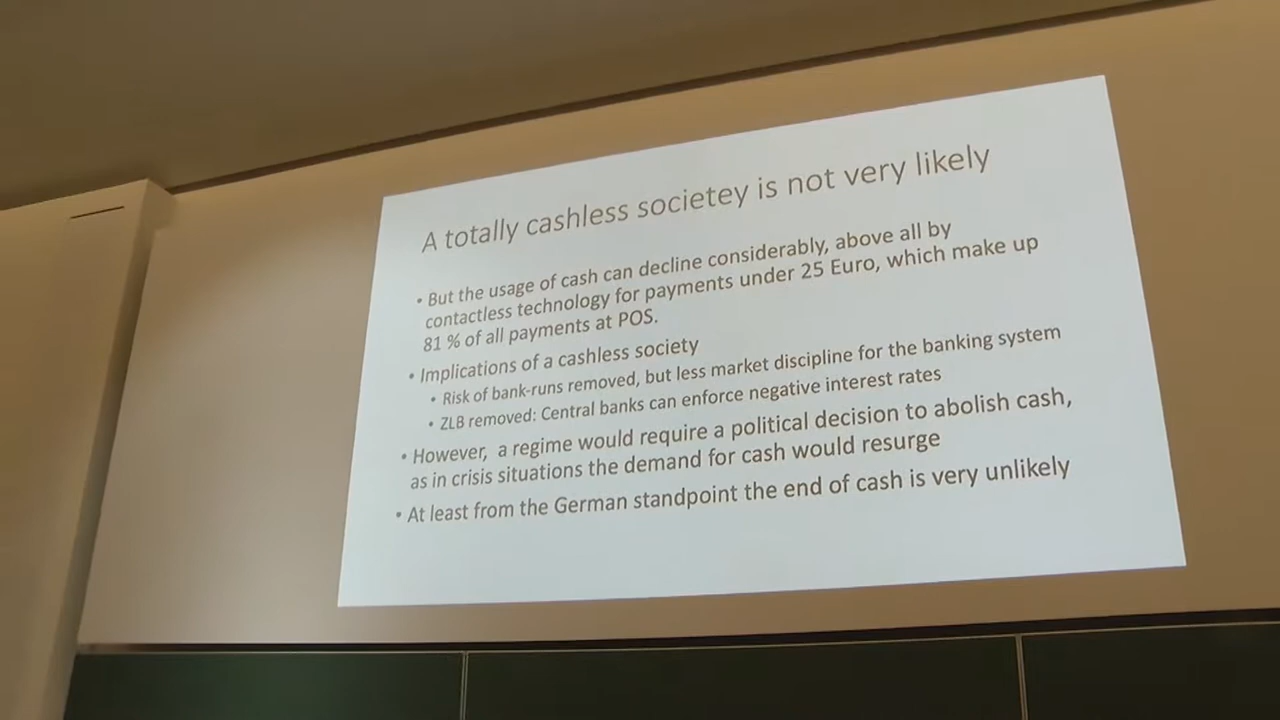 A totally cashless societey is not very likely
• But the usage of cash can decline considerably, above all by
contactless technology for payments under 25 Euro, which make up
81 % of all payments at POS.
• Implications of a cashless society
• Risk of bank-runs removed, but less market discipline for the banking system
• ZLB removed: Central banks can enforce negative interest rates
• However, a regime would require a political decision to abolish cash,
as in crisis situations the demand for cash would resurge
• At least from the German standpoint the end of cash is very unlikely